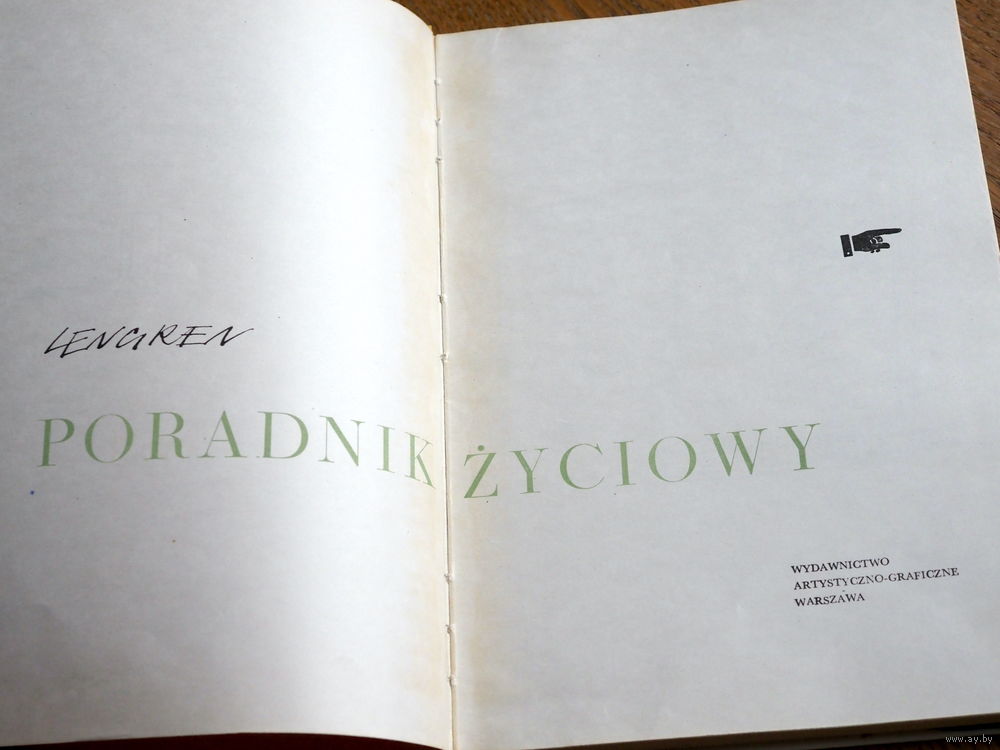 LENGREN
PORADNIK ŻYCIOWY
WYDAWNICTWO
ARTYSTYCZNO-GRAFICZNE
WARSZAWA
www.ay.by